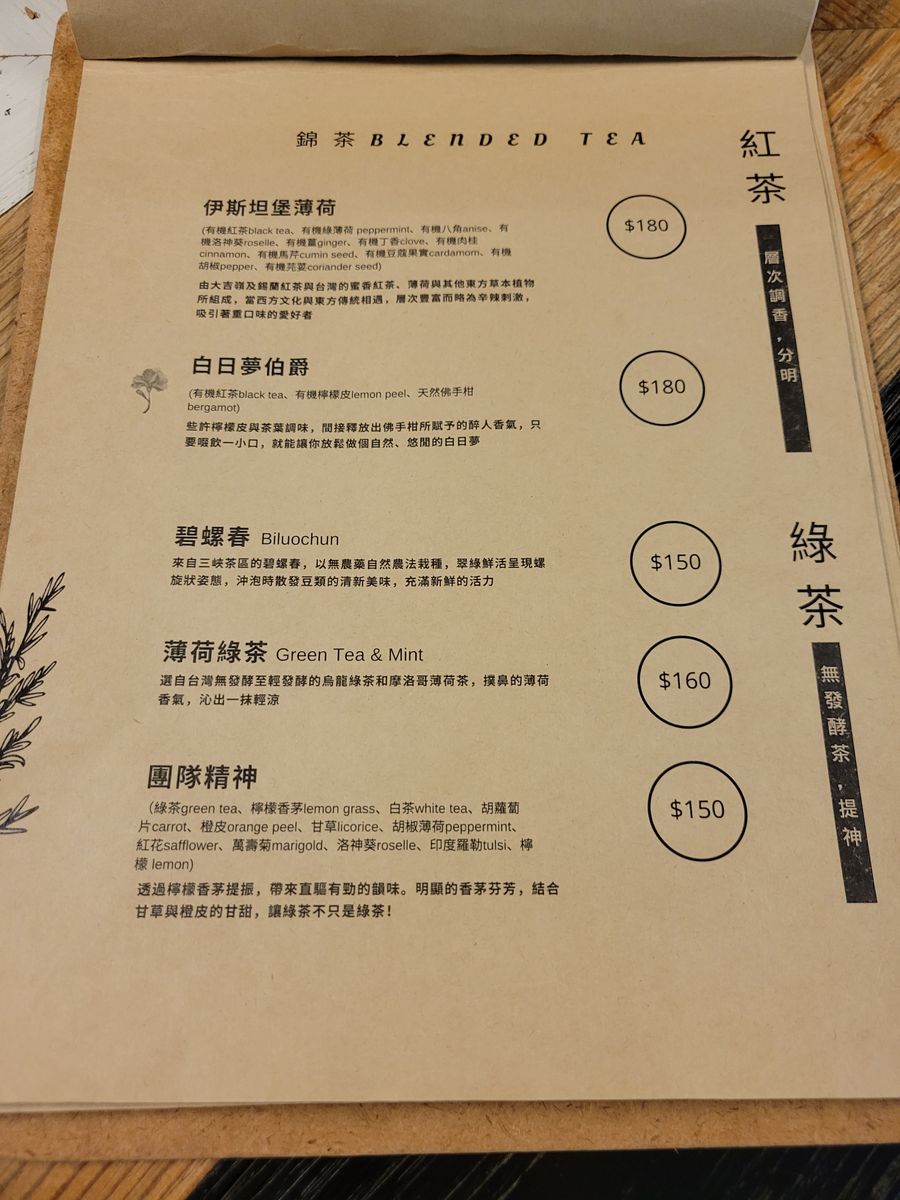 錦茶 BLENDED TEA
紅茶
層次調香,分明
伊斯坦堡薄荷
$180
(有機紅茶black tea、有機綠薄荷 peppermint、有機八角anise、有
機洛神葵roselle、有機薑ginger、有機丁香clove、有機肉桂
cinnamon、有機馬芹cumin seed、有機豆蔻果實cardamom、有機
胡椒pepper、有機芫荽coriander seed)
由大吉嶺及錫蘭紅茶與台灣的蜜香紅茶、薄荷與其他東方草本植物
所組成，當西方文化與東方傳統相遇，層次豐富而略為辛辣刺激，
吸引著重口味的愛好者
白日夢伯爵
$180
(有機紅茶black tea、有機檸檬皮lemon peel、天然佛手柑
bergamot)
些許檸檬皮與茶葉調味，間接釋放出佛手柑所賦予的醉人香氣，只
要啜飲一小口，就能讓你放鬆做個自然、悠閒的白日夢
綠茶
無發酵茶,提神
碧螺春 Biluochun
$150
來自三峽茶區的碧螺春，以無農藥自然農法栽種，翠綠鮮活呈現螺
旋狀姿態，沖泡時散發豆類的清新美味，充滿新鮮的活力
薄荷綠茶 Green Tea & Mint
$160
選自台灣無發酵至輕發酵的烏龍綠茶和摩洛哥薄荷茶，撲鼻的薄荷
香氣，沁出一抹輕涼
團隊精神
$150
（綠茶green tea、檸檬香茅lemon grass、白茶white tea、胡蘿蔔
片carrot、橙皮orange peel、甘草licorice、胡椒薄荷peppermint、
紅花safflower、萬壽菊marigold、洛神葵roselle、印度羅勒tulsi、檸
檬 lemon)
透過檸檬香茅提振，帶來直驅有勁的韻味。明顯的香茅芬芳，結合
甘草與橙皮的甘甜，讓綠茶不只是綠茶！